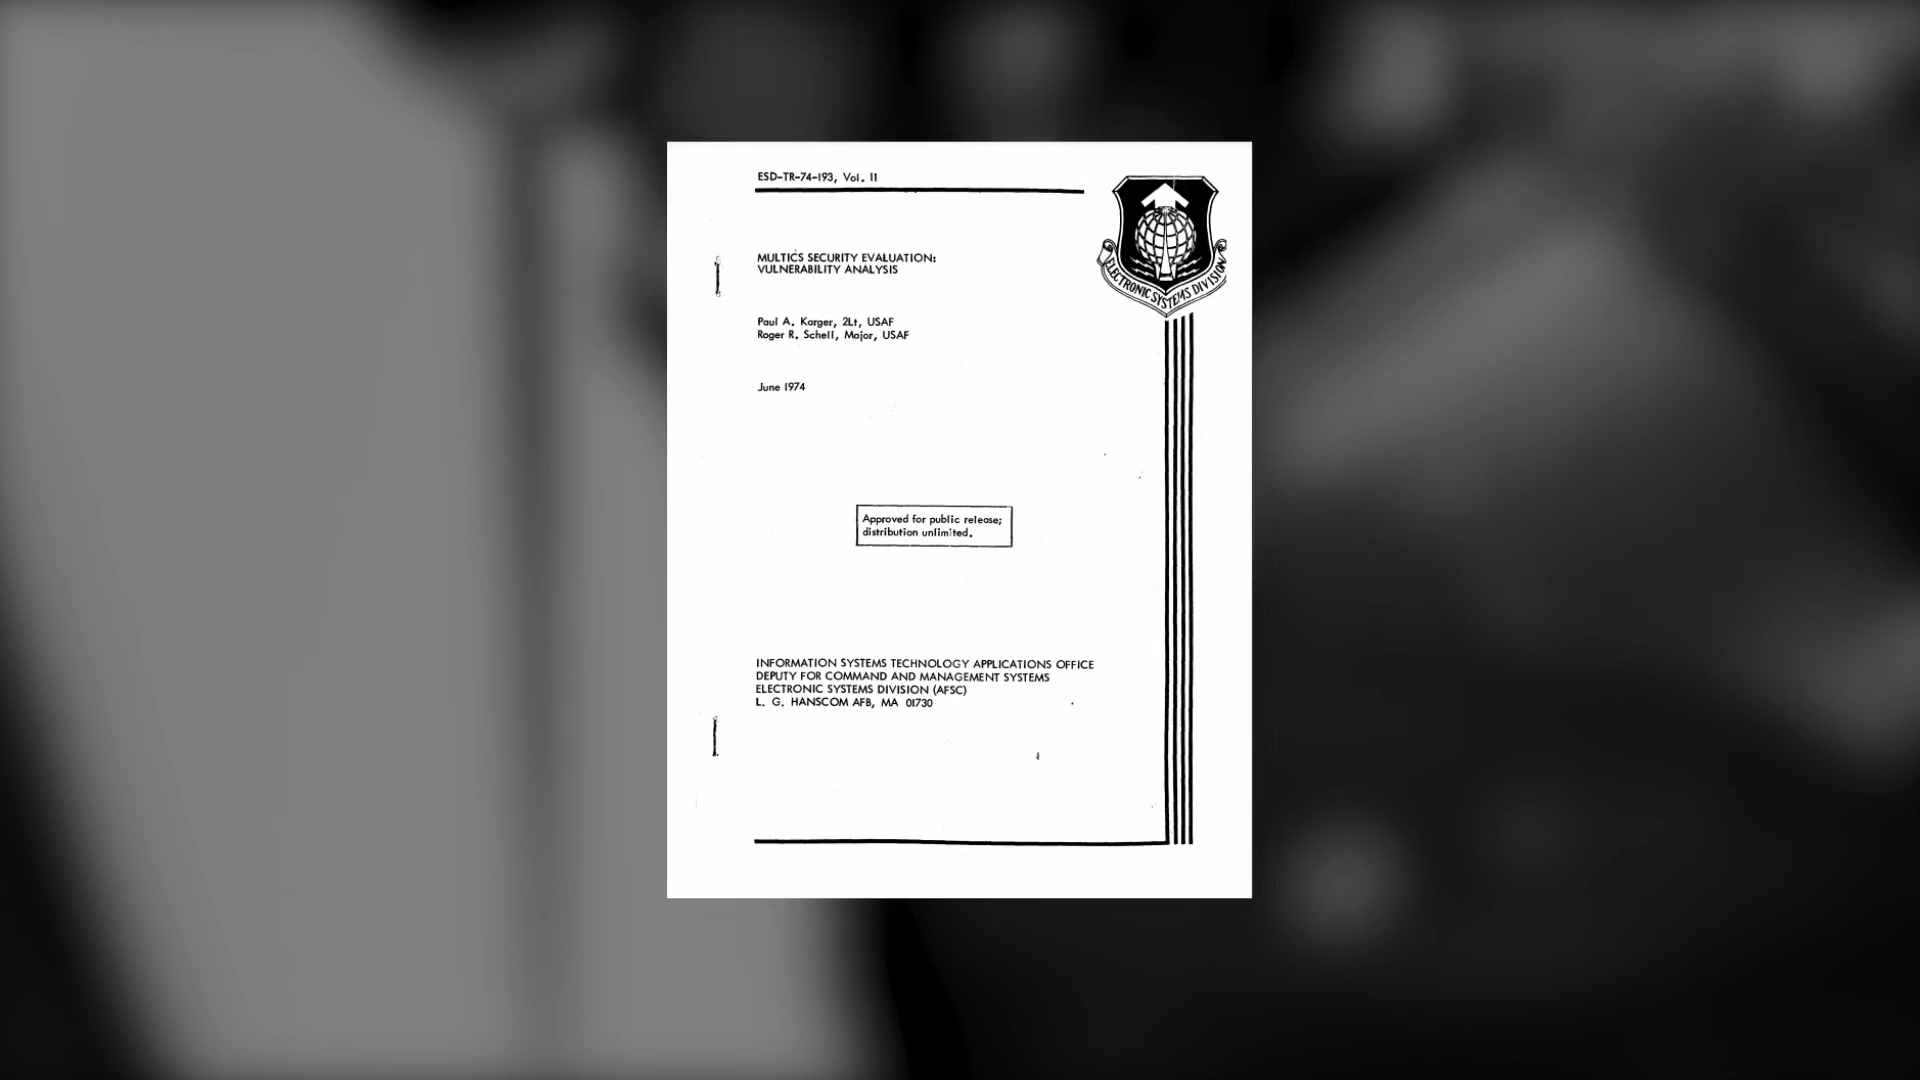 ESD-TR-74-193, Vol. II
ELECTRONIC SYSTEMS DIVISION
MULTICS SECURITY EVALUATION:
VULNERABILITY ANALYSIS
Paul A. Karger, 2Lt, USAF
Roger R. Schell, Major, USAF
June 1974
Approved for public release;
distribution unlimited.
INFORMATION SYSTEMS TECHNOLOGY APPLICATIONS OFFICE
DEPUTY FOR COMMAND AND MANAGEMENT SYSTEMS
ELECTRONIC SYSTEMS DIVISION (AFSC)
L. G. HANSCOM AFB, MA 01730